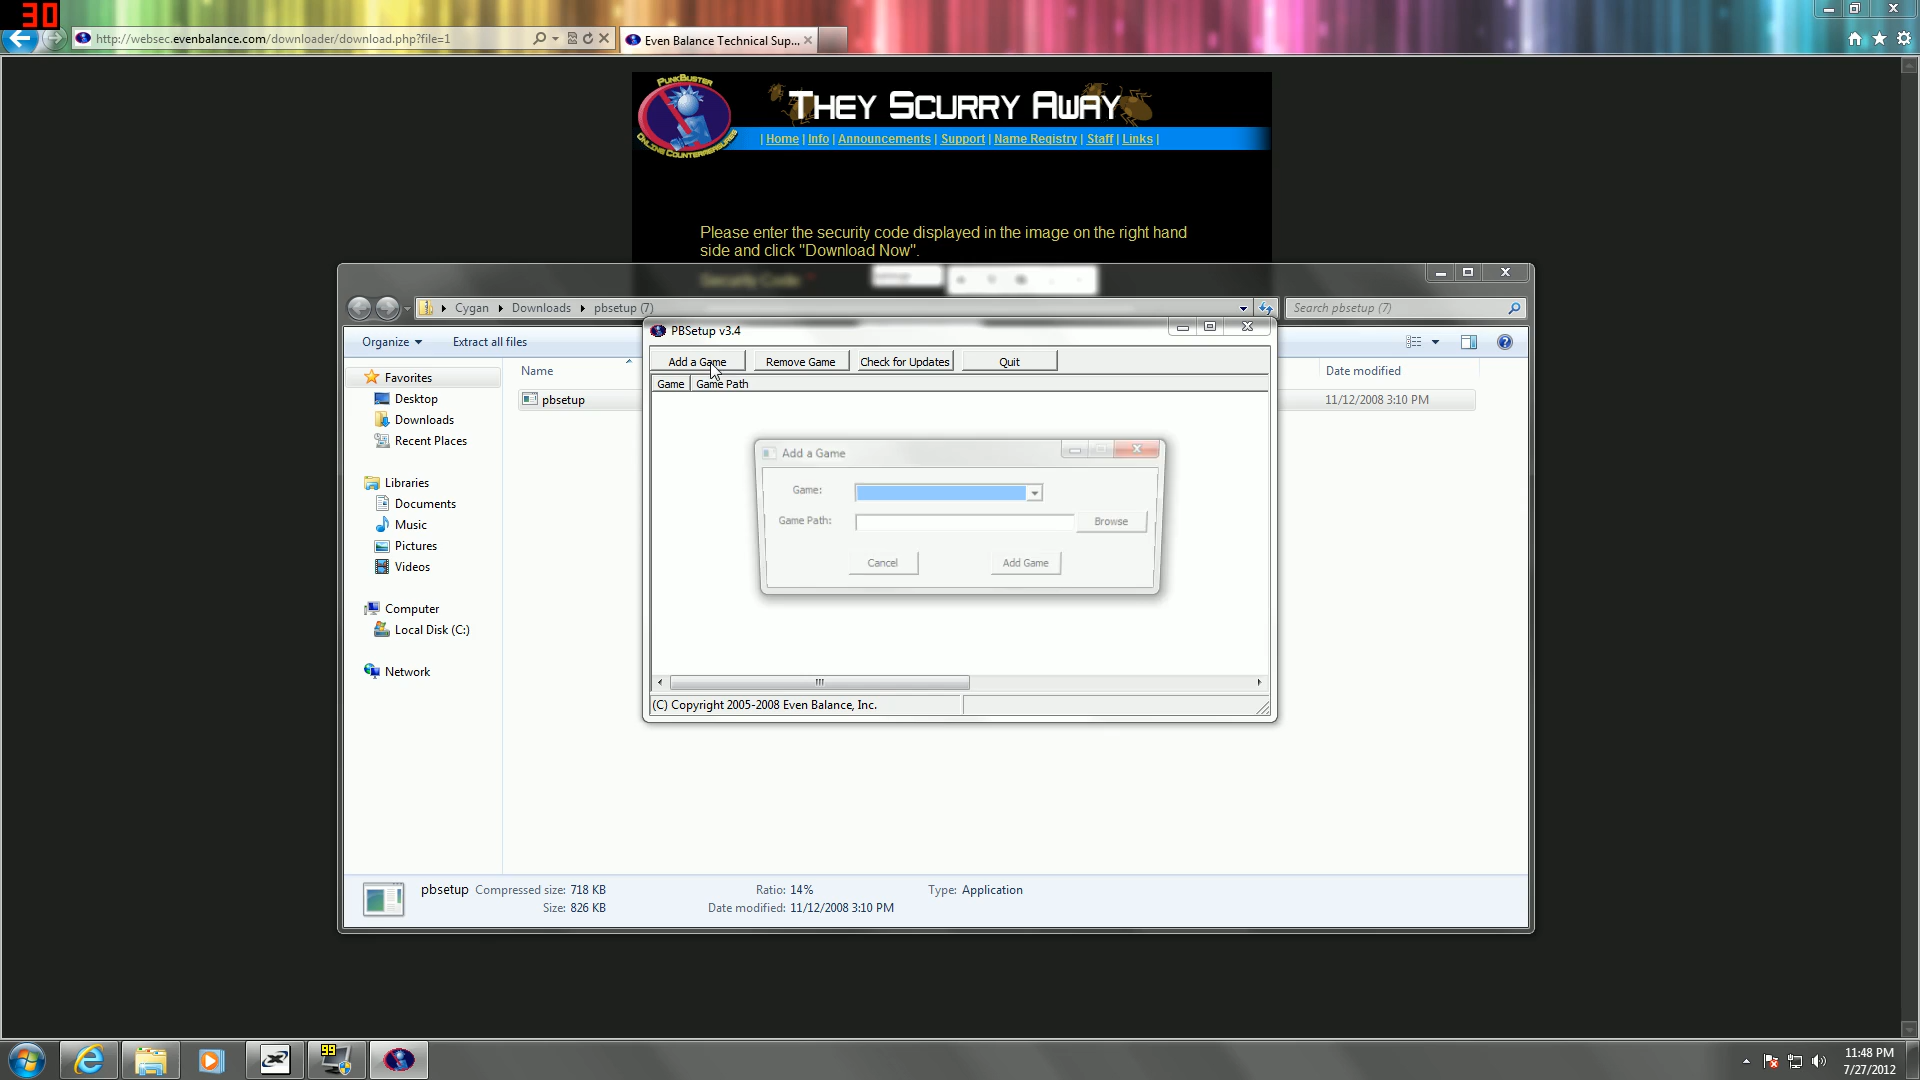 30
http://websec.evenbalance.com/downloader/download.php?file=1
Even Balance Technical Sup...
PUNKBUSTER
ONLINE COUNTERMEASURES
THEY SCURRY AWAY
| Home | Info | Announcements | Support | Name Registry | Staff | Links |
Please enter the security code displayed in the image on the right hand
side and click "Download Now".
Security Code: *
Cygan
Downloads
pbsetup (7)
Search pbsetup (7)
PBSetup v3.4
Organize
Extract all files
Add a Game
Remove Game
Check for Updates
Quit
Name
Date modified
Game
Game Path
pbsetup
11/12/2008 3:10 PM
Favorites
Desktop
Downloads
Recent Places
Libraries
Documents
Music
Pictures
Videos
Computer
Local Disk (C:)
Network
Add a Game
Game:
Game Path:
Browse
Cancel
Add Game
(C) Copyright 2005-2008 Even Balance, Inc.
pbsetup Compressed size: 718 KB
Ratio: 14%
Type: Application
Size: 826 KB
Date modified: 11/12/2008 3:10 PM
99
11:48 PM
7/27/2012